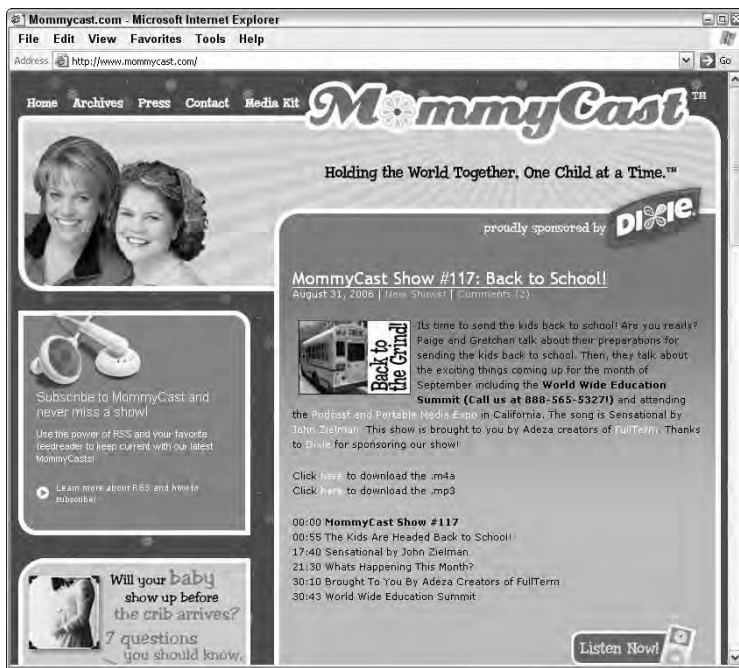 Mommycast.com - Microsoft Internet Explorer
File Edit View Favorites Tools Help
Address http://www.mommycast.com/ Go
Home Archives Press Contact Media Kit
MommyCast™
Holding the World Together, One Child at a Time.™
proudly sponsored by DIXIE
MommyCast Show #117: Back to School!
August 31, 2006 | New Shows! | Comments (2)
Back to
the Grind!
Its time to send the kids back to school! Are you ready?
Paige and Gretchen talk about their preparations for
sending the kids back to school. Then, they talk about
the exciting things coming up for the month of
September including the World Wide Education
Summit (Call us at 888-565-5327!) and attending
the Podcast and Portable Media Expo in California. The song is Sensational by
John Zielman. This show is brought to you by Adeza creators of FullTerm. Thanks
to Dixie for sponsoring our show!
Click here to download the .m4a
Click here to download the .mp3
00:00 MommyCast Show #117
00:55 The Kids Are Headed Back to School!!
17:40 Sensational by John Zielman
21:30 Whats Happening This Month?
30:10 Brought To You By Adeza Creators of FullTerm
30:43 World Wide Education Summit
Listen Now!
Subscribe to MommyCast and
never miss a show!
Use the power of RSS and your favorite
feedreader to keep current with our latest
MommyCasts!
Learn more about RSS and how to
subscribe!
Will your baby
show up before
the crib arrives?
7 questions
you should know.